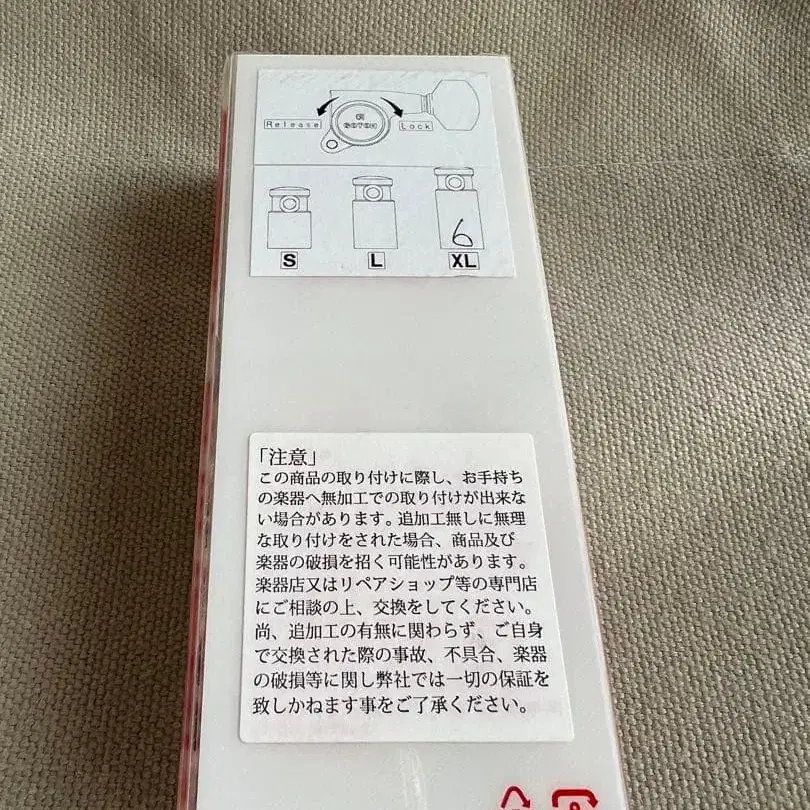 Release
GOTOH
Lock
6
S
L
XL
「注意」
この商品の取り付けに際し、お手持ち
の楽器へ無加工での取り付けが出来な
い場合があります。追加工無しに無理
な取り付けをされた場合、商品及び
楽器の破損を招く可能性があります。
楽器店又はリペアショップ等の専門店
にご相談の上、交換をしてください。
尚、追加工の有無に関わらず、ご自身
で交換された際の事故、不具合、楽器
の破損等に関し弊社では一切の保証を
致しかねます事をご了承ください。